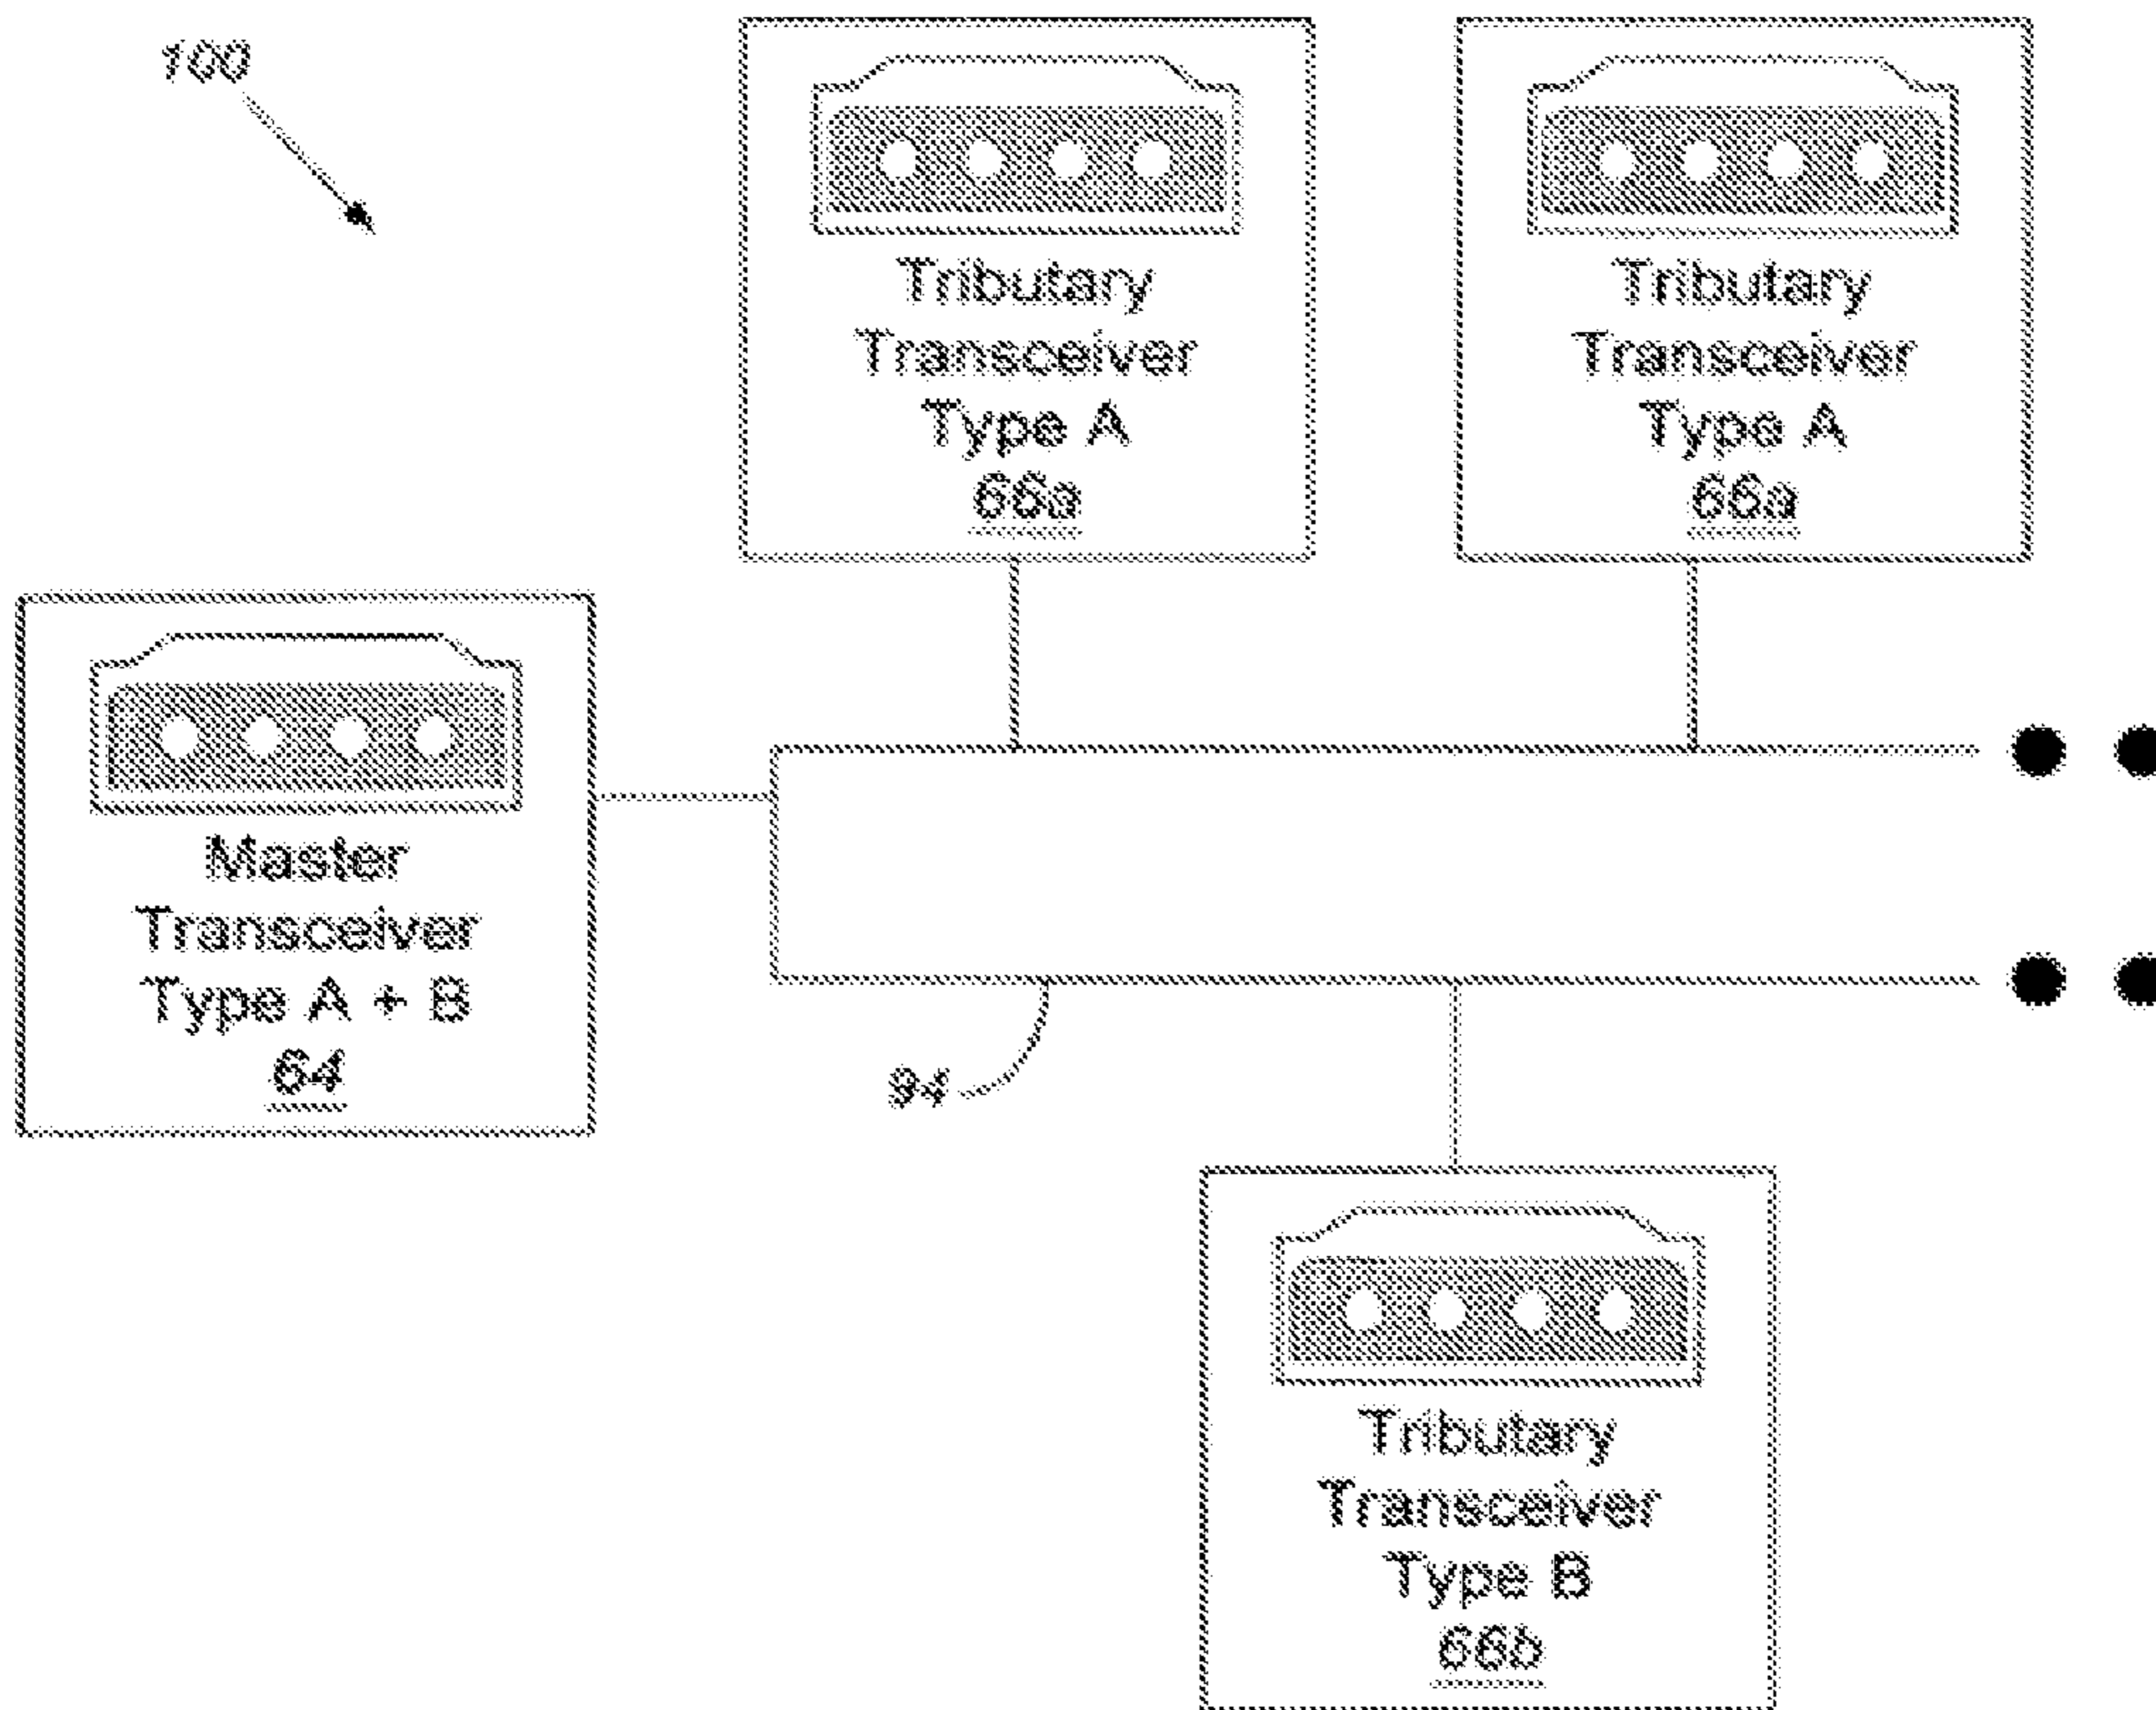 100
Tributary
Transceiver
Type A
66a
Tributary
Transceiver
Type A
66a
Master
Transceiver
Type A + B
64
94
Tributary
Transceiver
Type B
66b